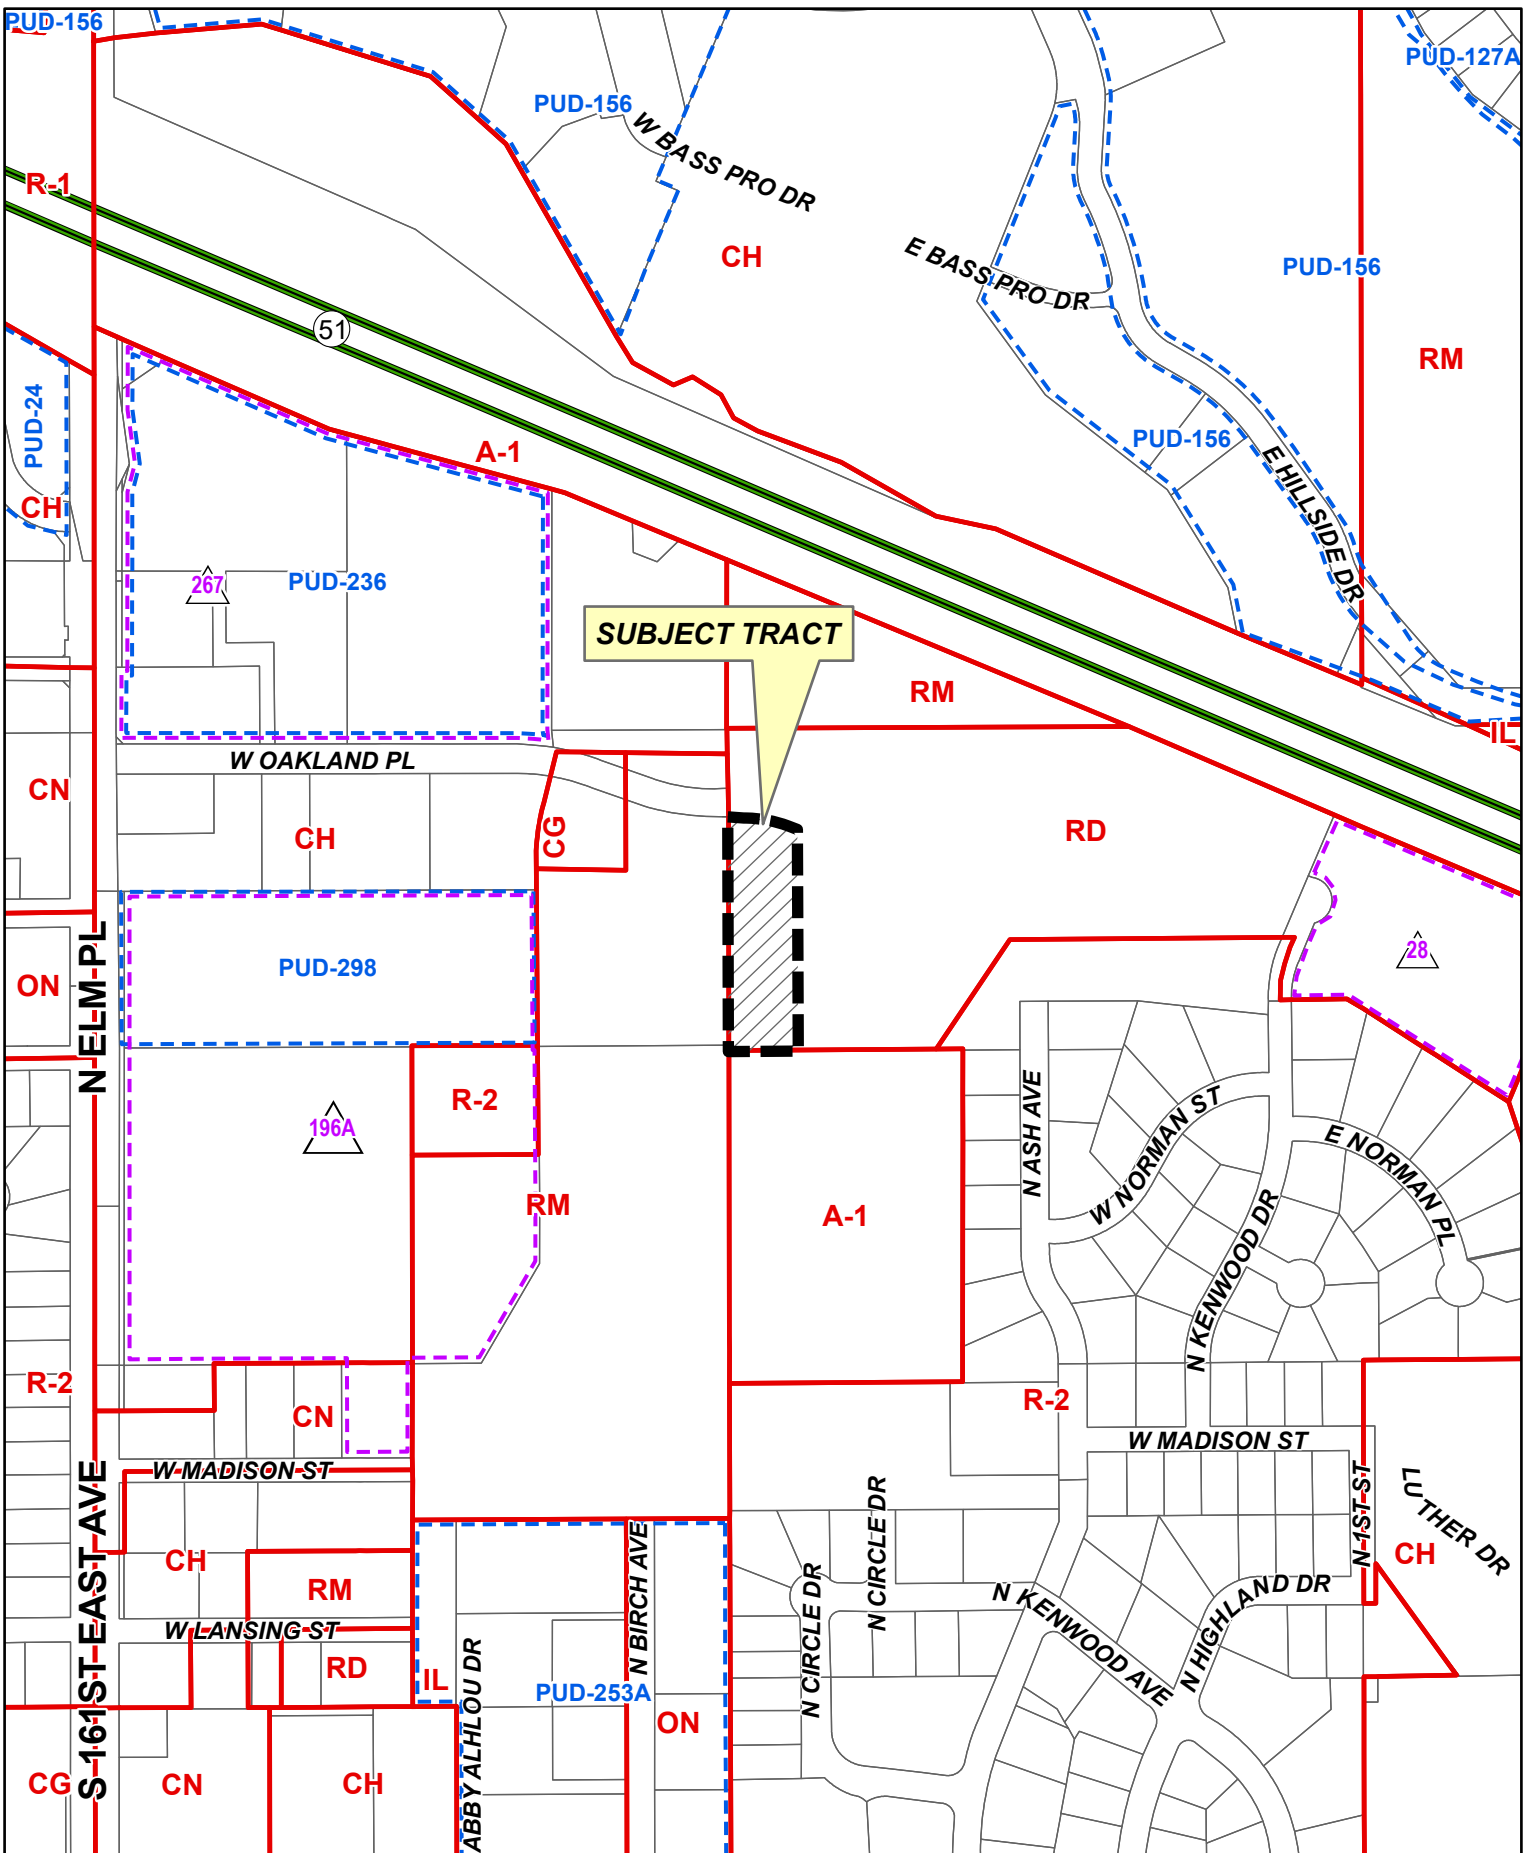 PUD-156
PUD-127A
PUD-156
W BASS PRO DR
R-1
CH
E BASS PRO DR
PUD-156
51
RM
PUD-24
PUD-156
A-1
E HILLSIDE DR
CH
267
PUD-236
SUBJECT TRACT
RM
IL
W OAKLAND PL
CN
CH
CG
RD
28
PUD-298
ON
N ELM PL
R-2
196A
N ASH AVE
W NORMAN ST
E NORMAN PL
RM
A-1
N KENWOOD DR
R-2
CN
R-2
W MADISON ST
W MADISON ST
S 161ST EAST AVE
N 1ST ST
LUTHER DR
N CIRCLE DR
CH
N BIRCH AVE
CH
RM
N CIRCLE DR
N KENWOOD AVE
N HIGHLAND DR
W LANSING ST
RD
IL
PUD-253A
ABBY ALHLOU DR
ON
CG
CN
CH